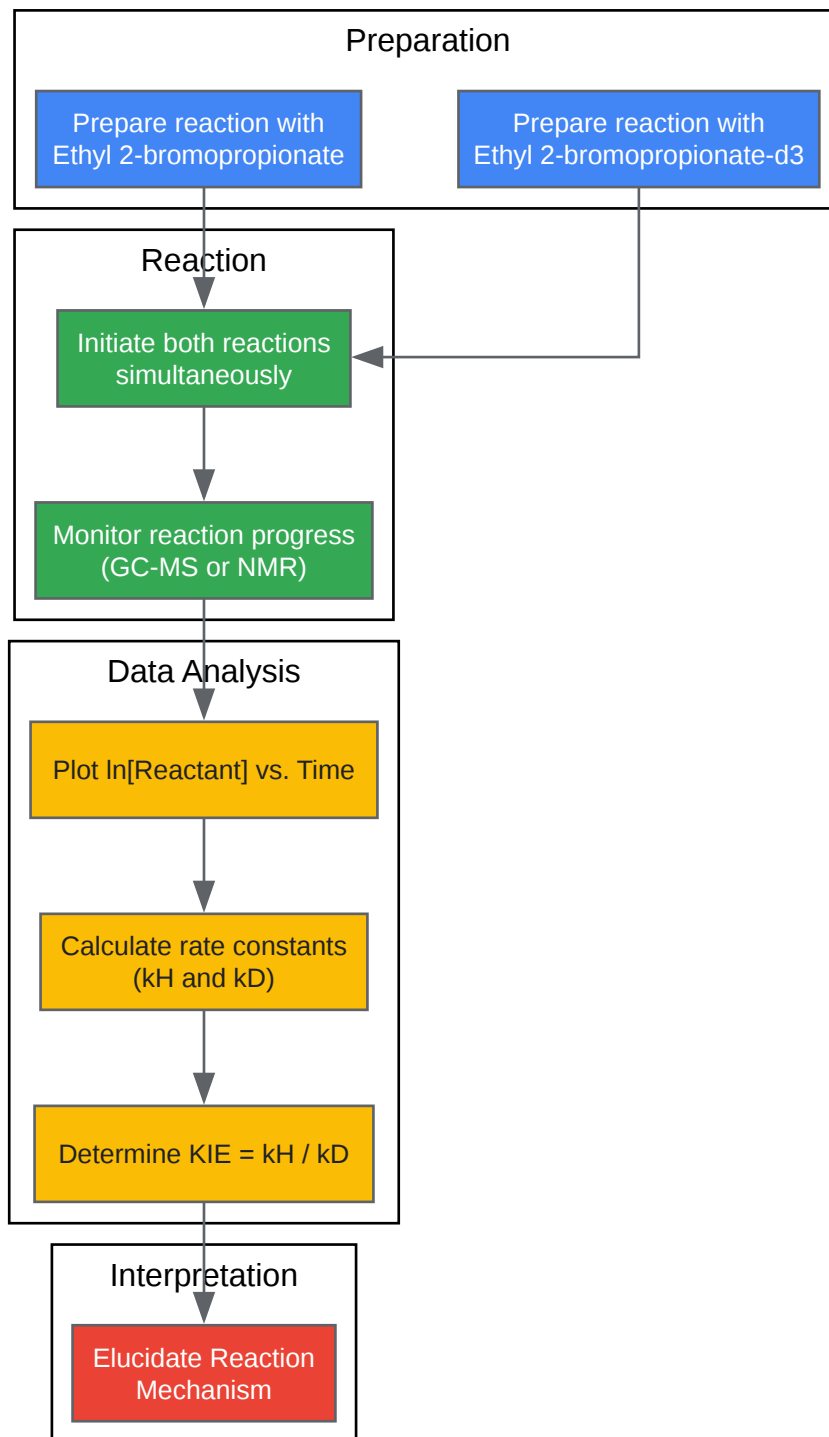 Preparation
Prepare reaction with
Ethyl 2-bromopropionate
Prepare reaction with
Ethyl 2-bromopropionate-d3
Reaction
Initiate both reactions
simultaneously
Monitor reaction progress
(GC-MS or NMR)
Data Analysis
Plot ln[Reactant] vs. Time
Calculate rate constants
(kH and kD)
Determine KIE = kH / kD
Interpretation
Elucidate Reaction
Mechanism